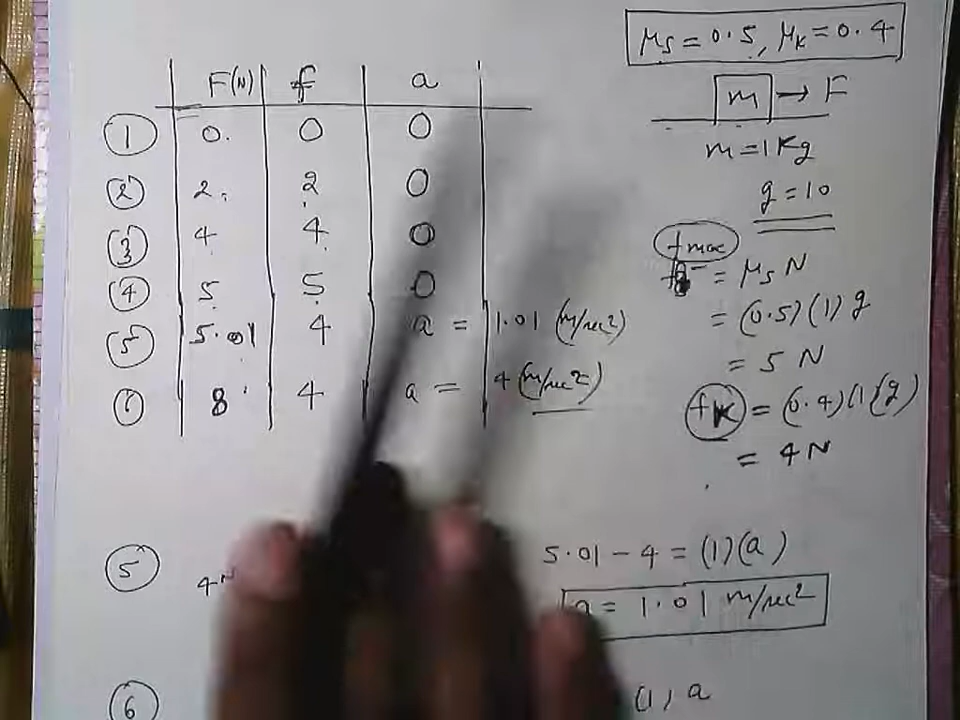 μs = 0.5, μk = 0.4
F(N) f a
① 0. 0 0
② 2. 2 0
③ 4 4 0
④ 5 5 0
⑤ 5.01 4 a = 1.01 (m/sec²)
⑥ 8 4 a = 4 (m/sec²)
m → F
m = 1 Kg
g = 10
fmax = μs N
= (0.5)(1) g
= 5 N
fk = (0.4)(1)(g)
= 4 N
⑤ 4N 5.01 - 4 = (1)(a)
a = 1.01 m/sec²
⑥ (1) a